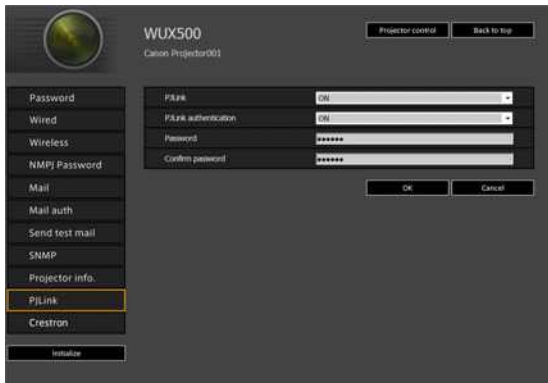 WUX500
Canon Projector001
Projector control
Back to top
Password
Wired
Wireless
NMPJ Password
Mail
Mail auth
Send test mail
SNMP
Projector info.
PJLink
Crestron
Initialize
PJLink
ON
PJLink authentication
ON
Password
●●●●●●
Confirm password
●●●●●●
OK
Cancel